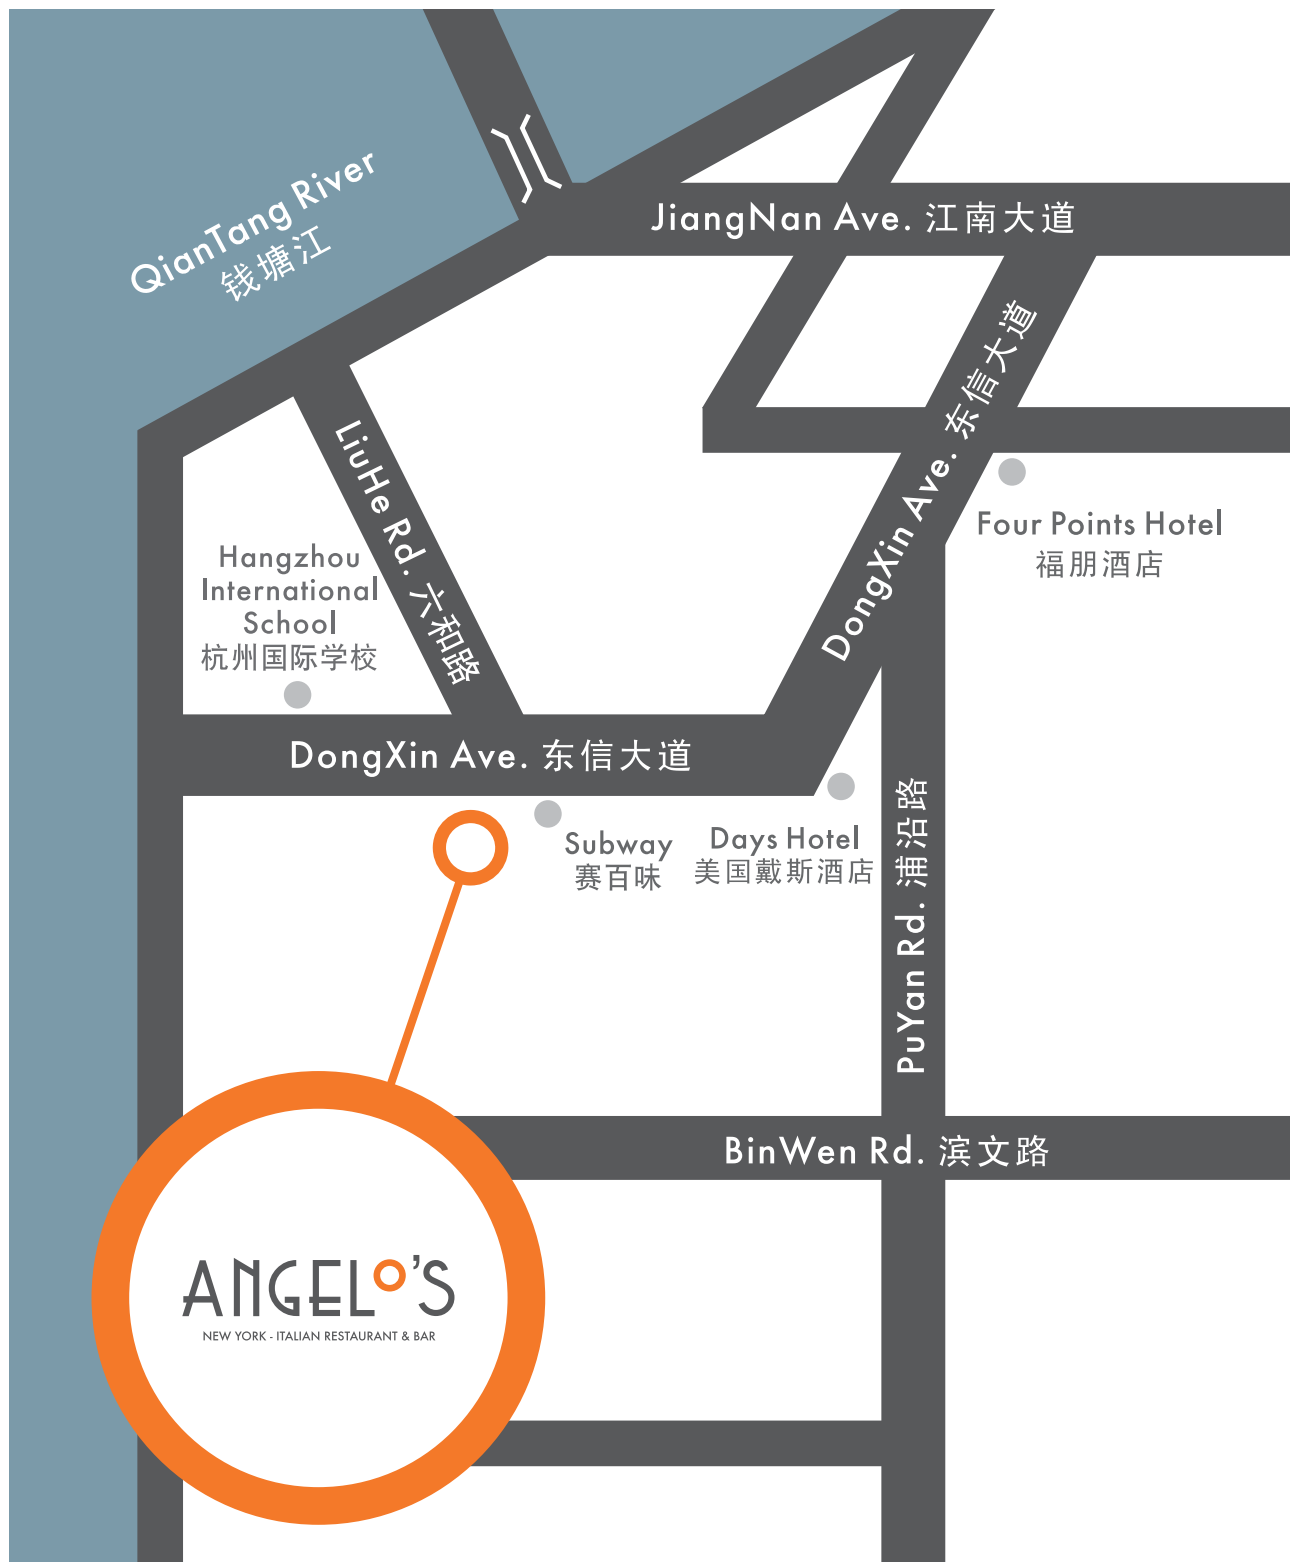 QianTang River
钱塘江
JiangNan Ave. 江南大道
LiuHe Rd. 六和路
DongXin Ave. 东信大道
Four Points Hotel
福朋酒店
Hangzhou
International
School
杭州国际学校
DongXin Ave. 东信大道
Subway
赛百味
Days Hotel
美国戴斯酒店
PuYan Rd. 浦沿路
BinWen Rd. 滨文路
ANGELO'S
NEW YORK - ITALIAN RESTAURANT & BAR